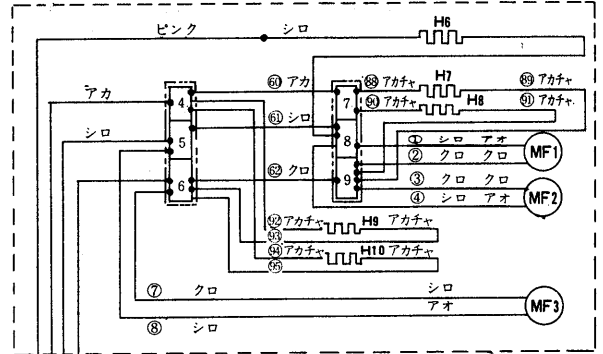 ピンク シロ H6
アカ 60 アカ 88 アカチャ H7 89 アカチャ
4 7 90 アカチャ H8 91 アカチャ
シロ 61 シロ
5 8 ① シロ アオ
62 クロ ② クロ クロ MF1
6 9 ③ クロ クロ
④ シロ アオ MF2
92 アカチャ H9 アカチャ
93
94 アカチャ H10 アカチャ
95
⑦ クロ シロ
アオ MF3
⑧ シロ